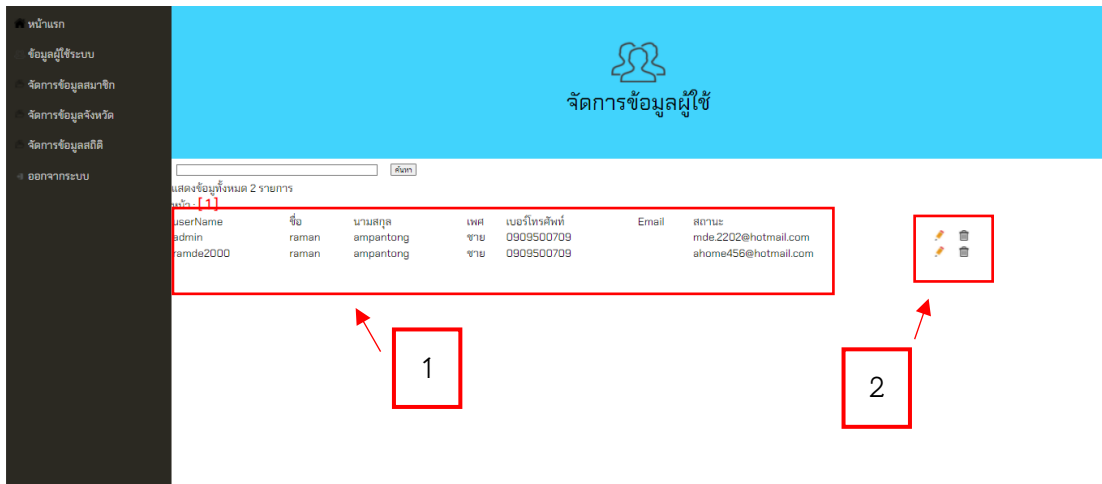 หน้าแรก
ข้อมูลผู้ใช้ระบบ
จัดการข้อมูลสมาชิก
จัดการข้อมูลจังหวัด
จัดการข้อมูลสถิติ
ออกจากระบบ
จัดการข้อมูลผู้ใช้
ค้นหา
แสดงข้อมูทั้งหมด 2 รายการ
หน้า : [1]
userName ชื่อ นามสกุล เพศ เบอร์โทรศัพท์ Email สถานะ
admin raman ampantong ชาย 0909500709 mde.2202@hotmail.com
ramde2000 raman ampantong ชาย 0909500709 ahome456@hotmail.com
1
2